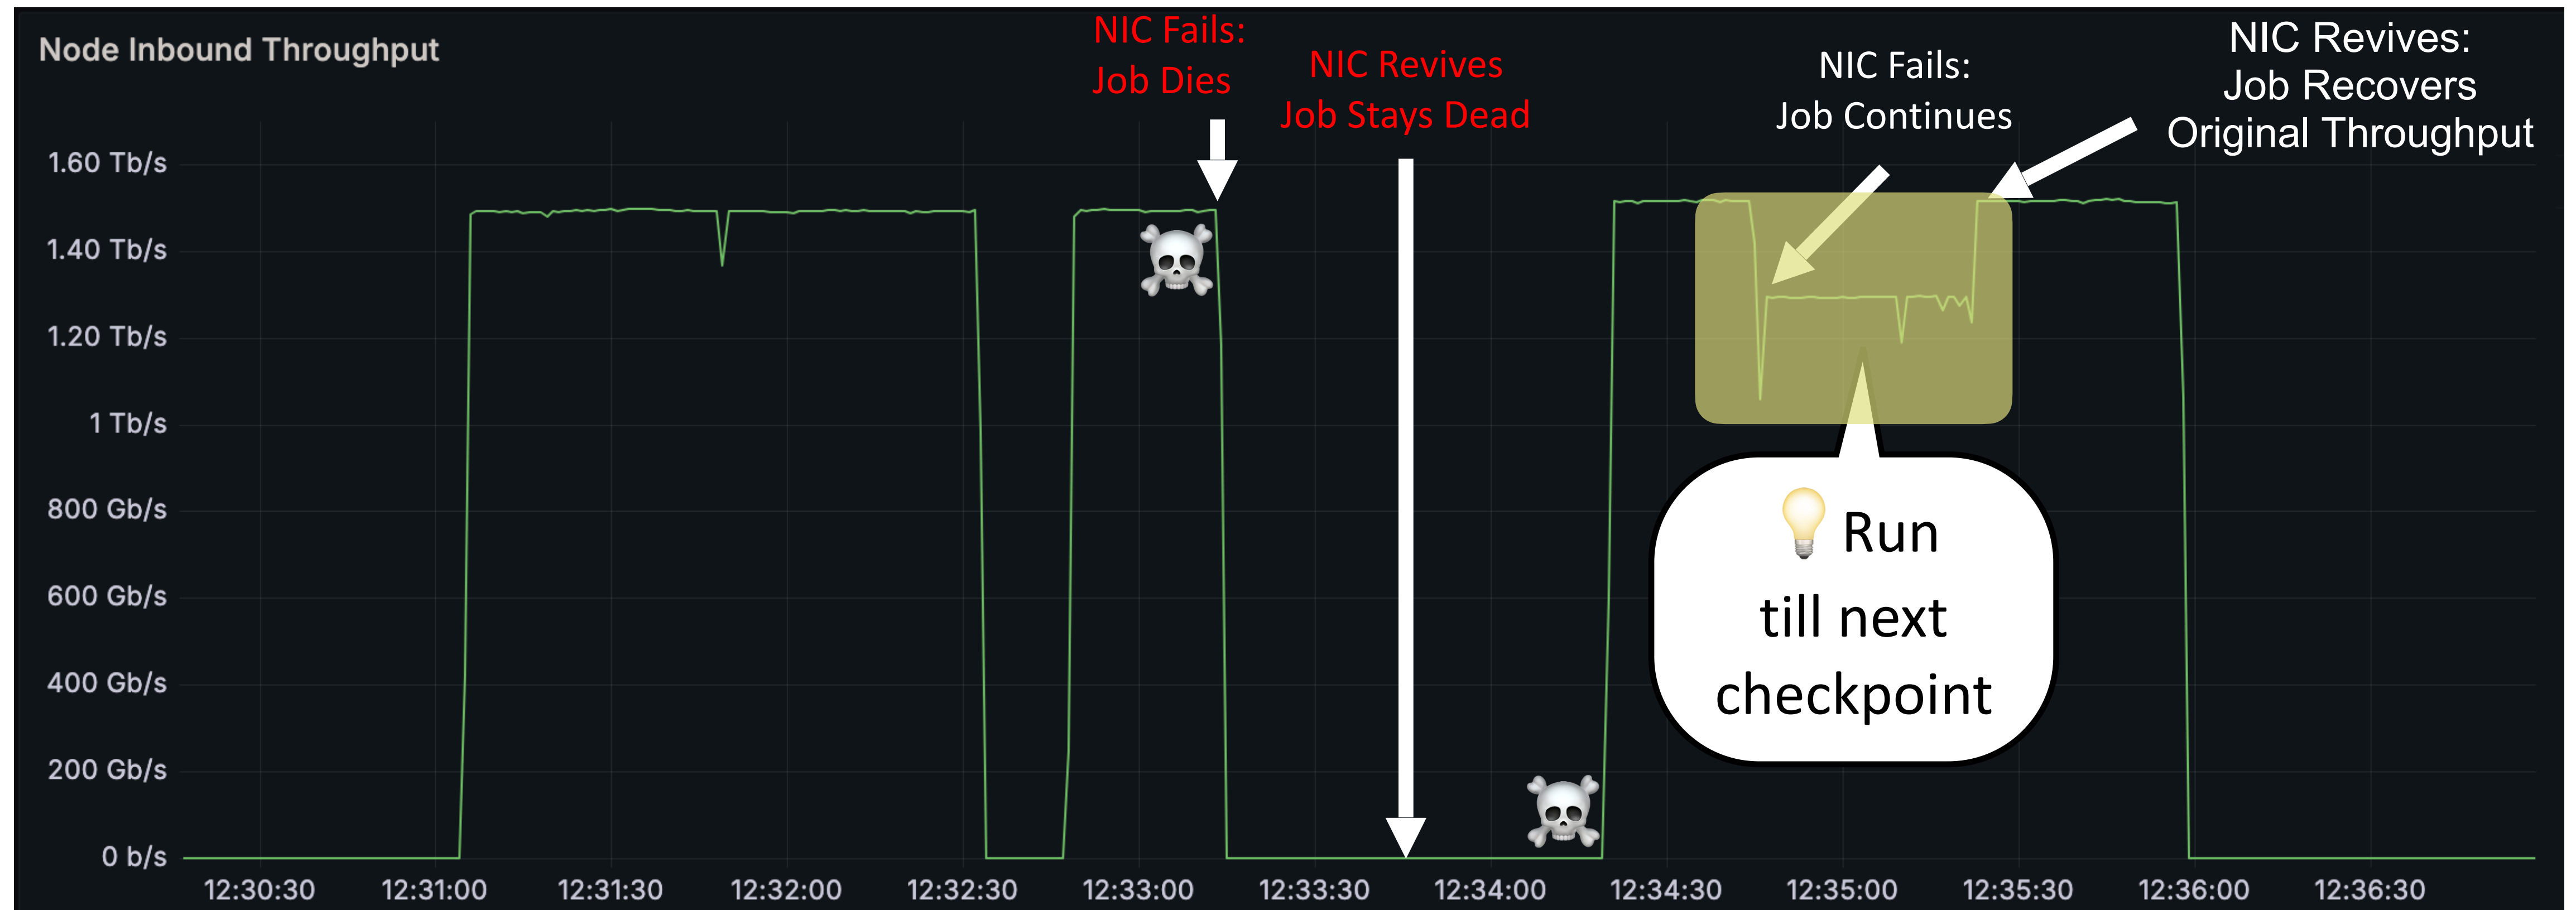 Node Inbound Throughput
NIC Fails:
Job Dies
NIC Revives
Job Stays Dead
NIC Fails:
Job Continues
NIC Revives:
Job Recovers
Original Throughput
1.60 Tb/s
1.40 Tb/s
1.20 Tb/s
1 Tb/s
800 Gb/s
600 Gb/s
400 Gb/s
200 Gb/s
0 b/s
Run
till next
checkpoint
12:30:30 12:31:00 12:31:30 12:32:00 12:32:30 12:33:00 12:33:30 12:34:00 12:34:30 12:35:00 12:35:30 12:36:00 12:36:30